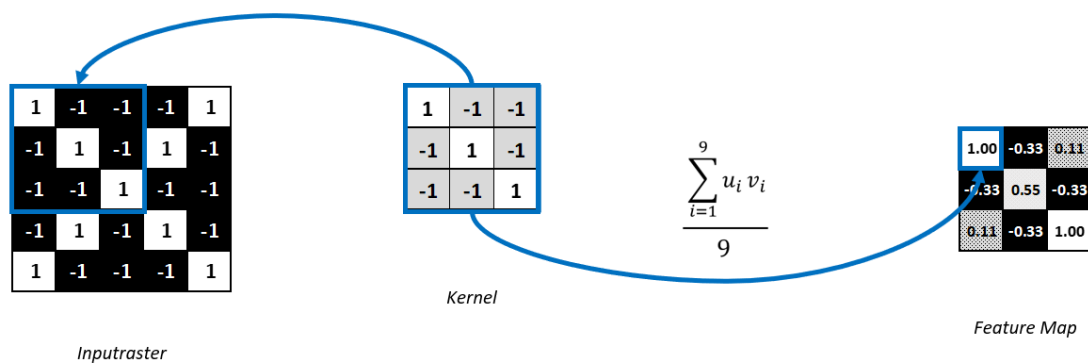 1 -1 -1 -1 1
-1 1 -1 1 -1
-1 -1 1 -1 -1
-1 1 -1 1 -1
1 -1 -1 -1 1
Inputraster
1 -1 -1
-1 1 -1
-1 -1 1
Kernel
9
∑ uᵢ vᵢ
i=1
9
1.00 -0.33 0.11
-0.33 0.55 -0.33
0.11 -0.33 1.00
Feature Map